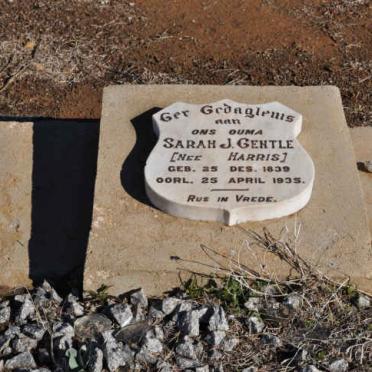 Ter Gedagtenis
aan
ONS OUMA
SARAH J. GENTLE
[NEE HARRIS]
GEB. 25 DES. 1839
OORL. 25 APRIL 1935.
RUS IN VREDE.